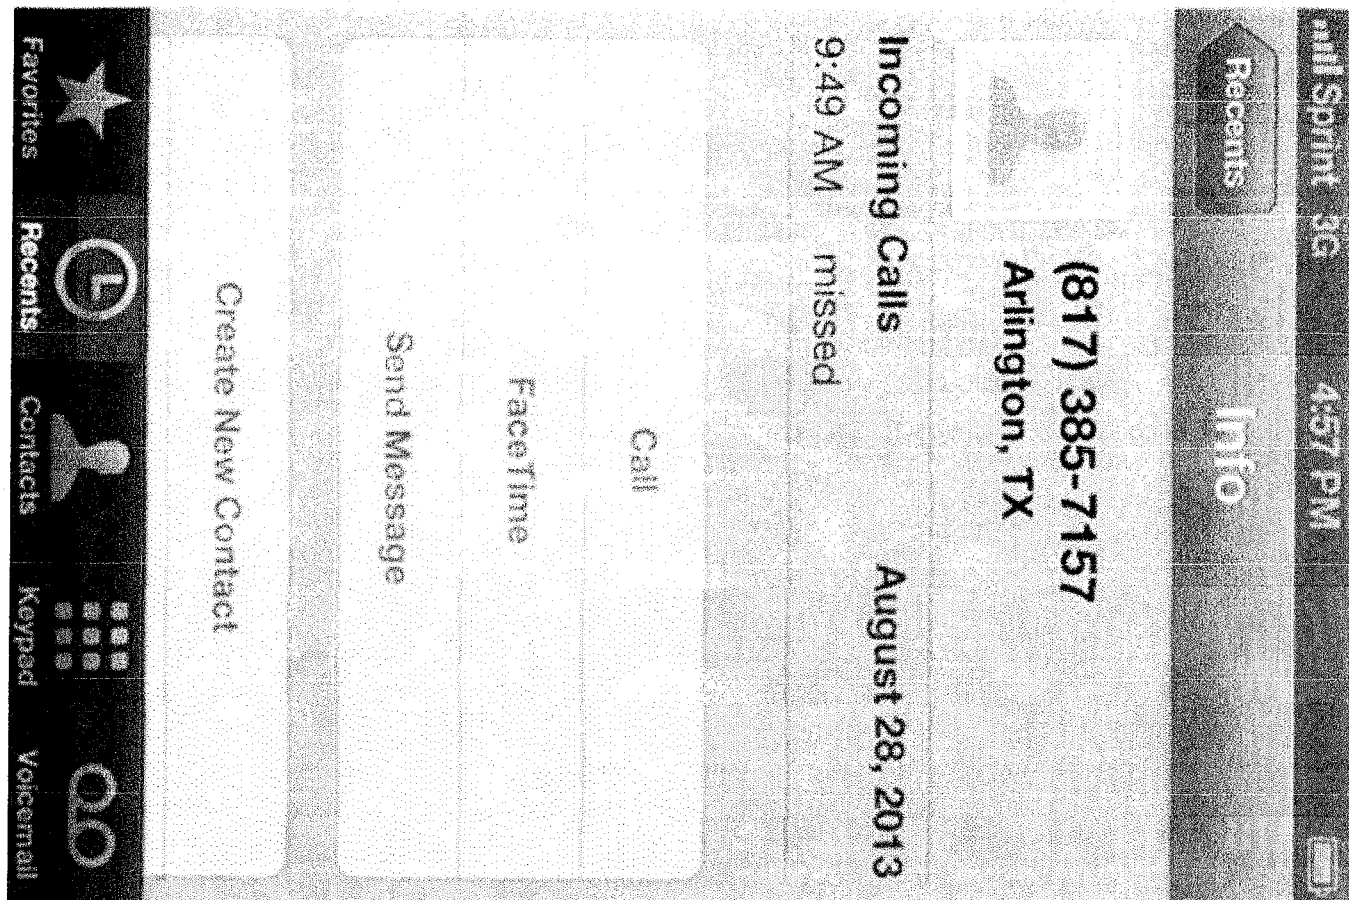 Sprint 3G 4:57 PM
Recents Info
(817) 385-7157
Arlington, TX
Incoming Calls August 28, 2013
9:49 AM missed
Call
FaceTime
Send Message
Create New Contact
Favorites Recents Contacts Keypad Voicemail